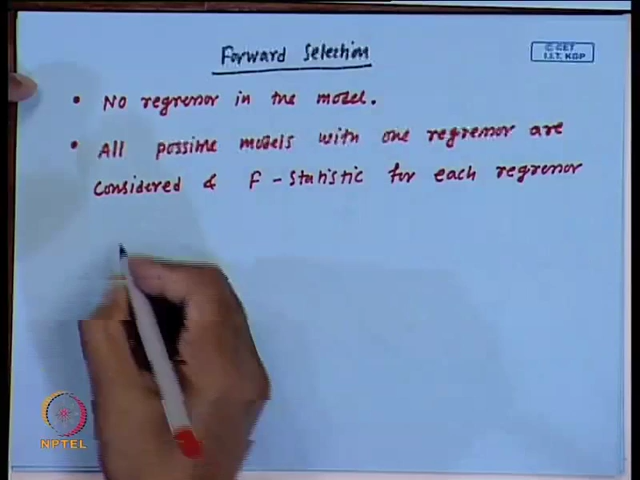 Forward Selection
© CET
I.I.T. KGP
• No regressor in the model.
• All possible models with one regressor are
Considered & F - Statistic for each regressor
NPTEL